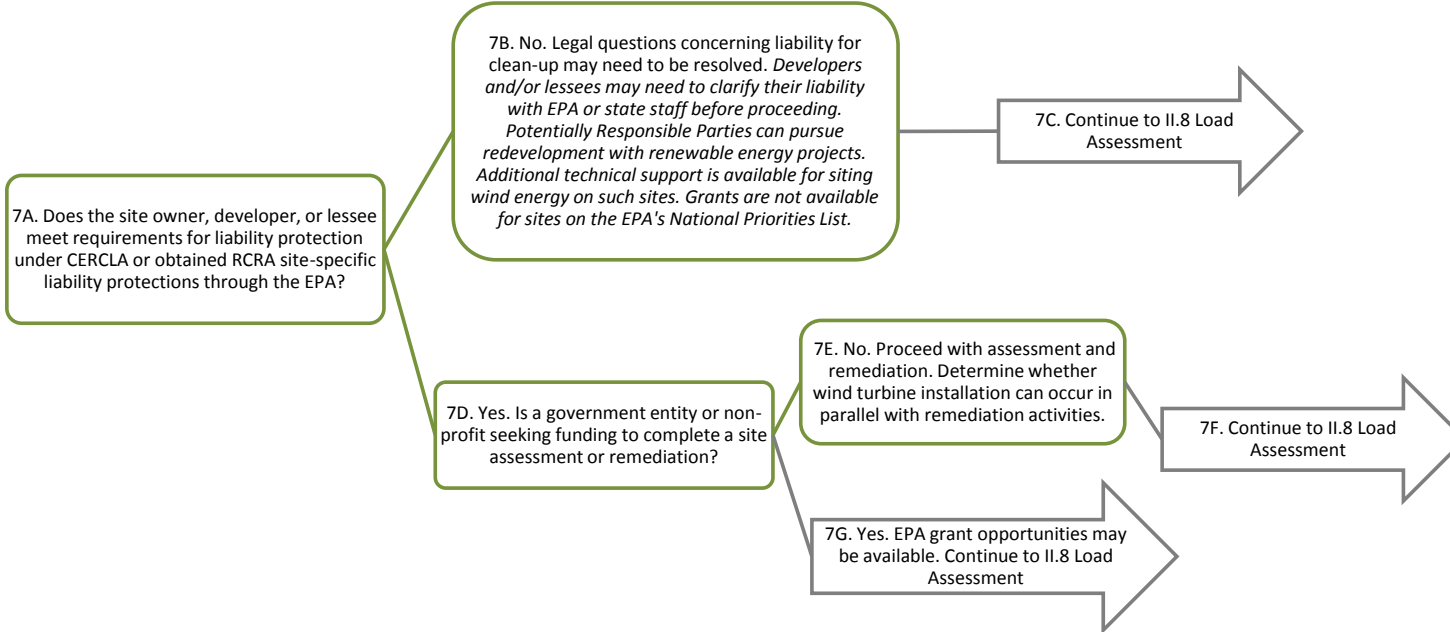 7A. Does the site owner, developer, or lessee
meet requirements for liability protection
under CERCLA or obtained RCRA site-specific
liability protections through the EPA?
7B. No. Legal questions concerning liability for
clean-up may need to be resolved. Developers
and/or lessees may need to clarify their liability
with EPA or state staff before proceeding.
Potentially Responsible Parties can pursue
redevelopment with renewable energy projects.
Additional technical support is available for siting
wind energy on such sites. Grants are not available
for sites on the EPA's National Priorities List.
7C. Continue to II.8 Load
Assessment
7D. Yes. Is a government entity or non-
profit seeking funding to complete a site
assessment or remediation?
7E. No. Proceed with assessment and
remediation. Determine whether
wind turbine installation can occur in
parallel with remediation activities.
7F. Continue to II.8 Load
Assessment
7G. Yes. EPA grant opportunities may
be available. Continue to II.8 Load
Assessment